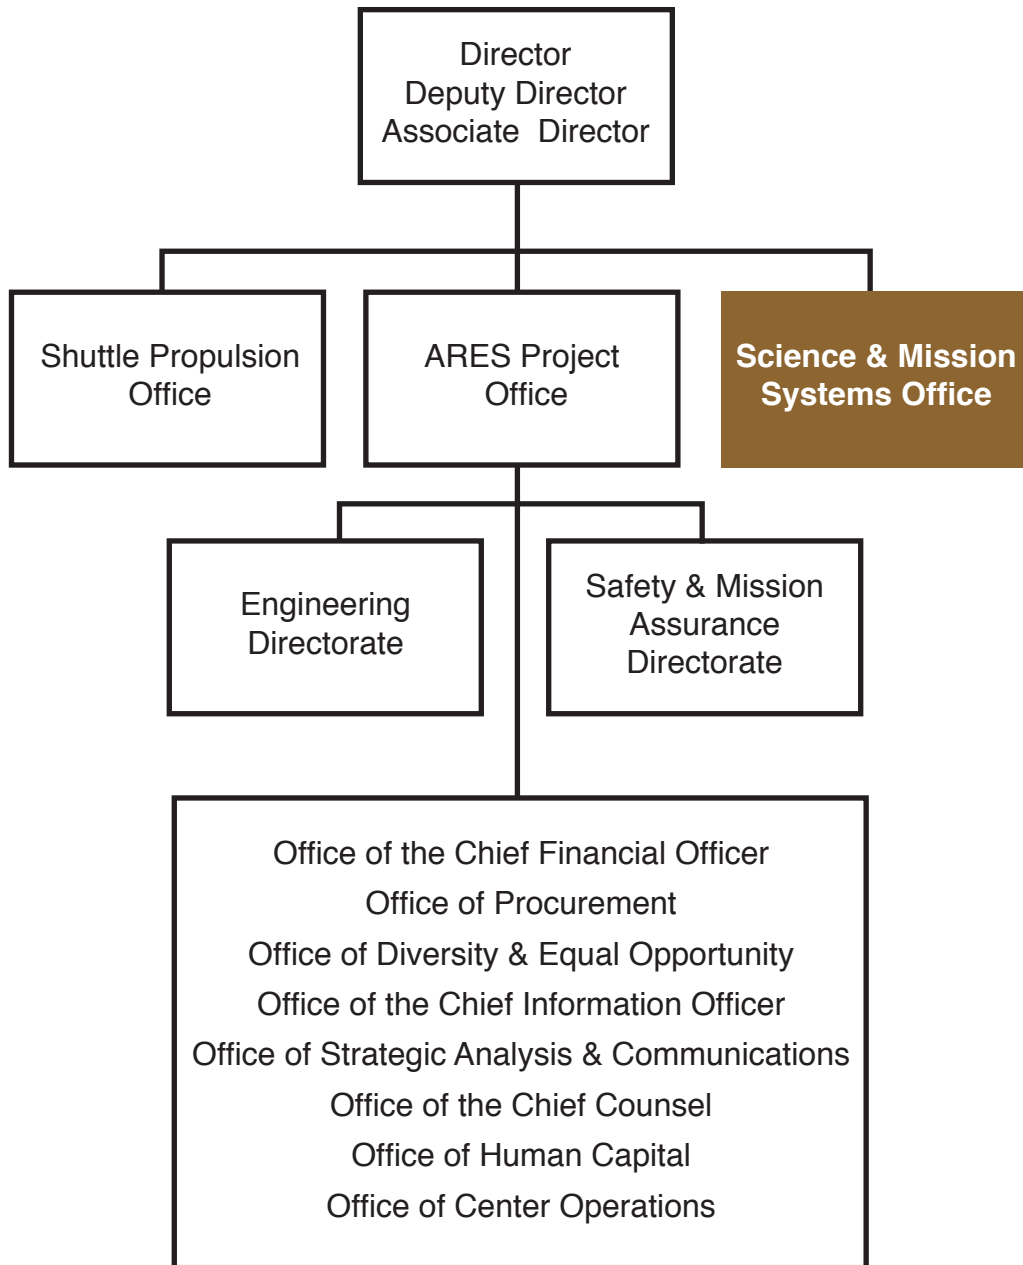 Director
Deputy Director
Associate Director
Shuttle Propulsion
Office
ARES Project
Office
Science & Mission
Systems Office
Engineering
Directorate
Safety & Mission
Assurance
Directorate
Office of the Chief Financial Officer
Office of Procurement
Office of Diversity & Equal Opportunity
Office of the Chief Information Officer
Office of Strategic Analysis & Communications
Office of the Chief Counsel
Office of Human Capital
Office of Center Operations